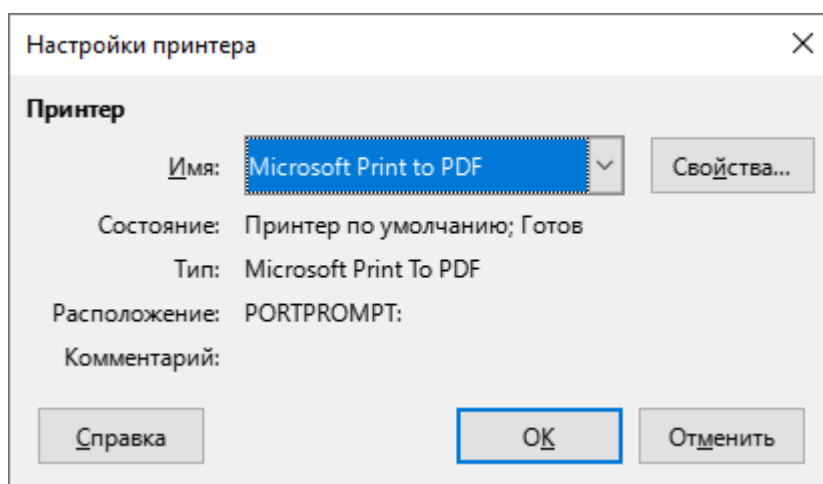 Настройки принтера
Принтер
Имя: Microsoft Print to PDF Свойства...
Состояние: Принтер по умолчанию; Готов
Тип: Microsoft Print To PDF
Расположение: PORTPROMPT:
Комментарий:
Справка OK Отменить